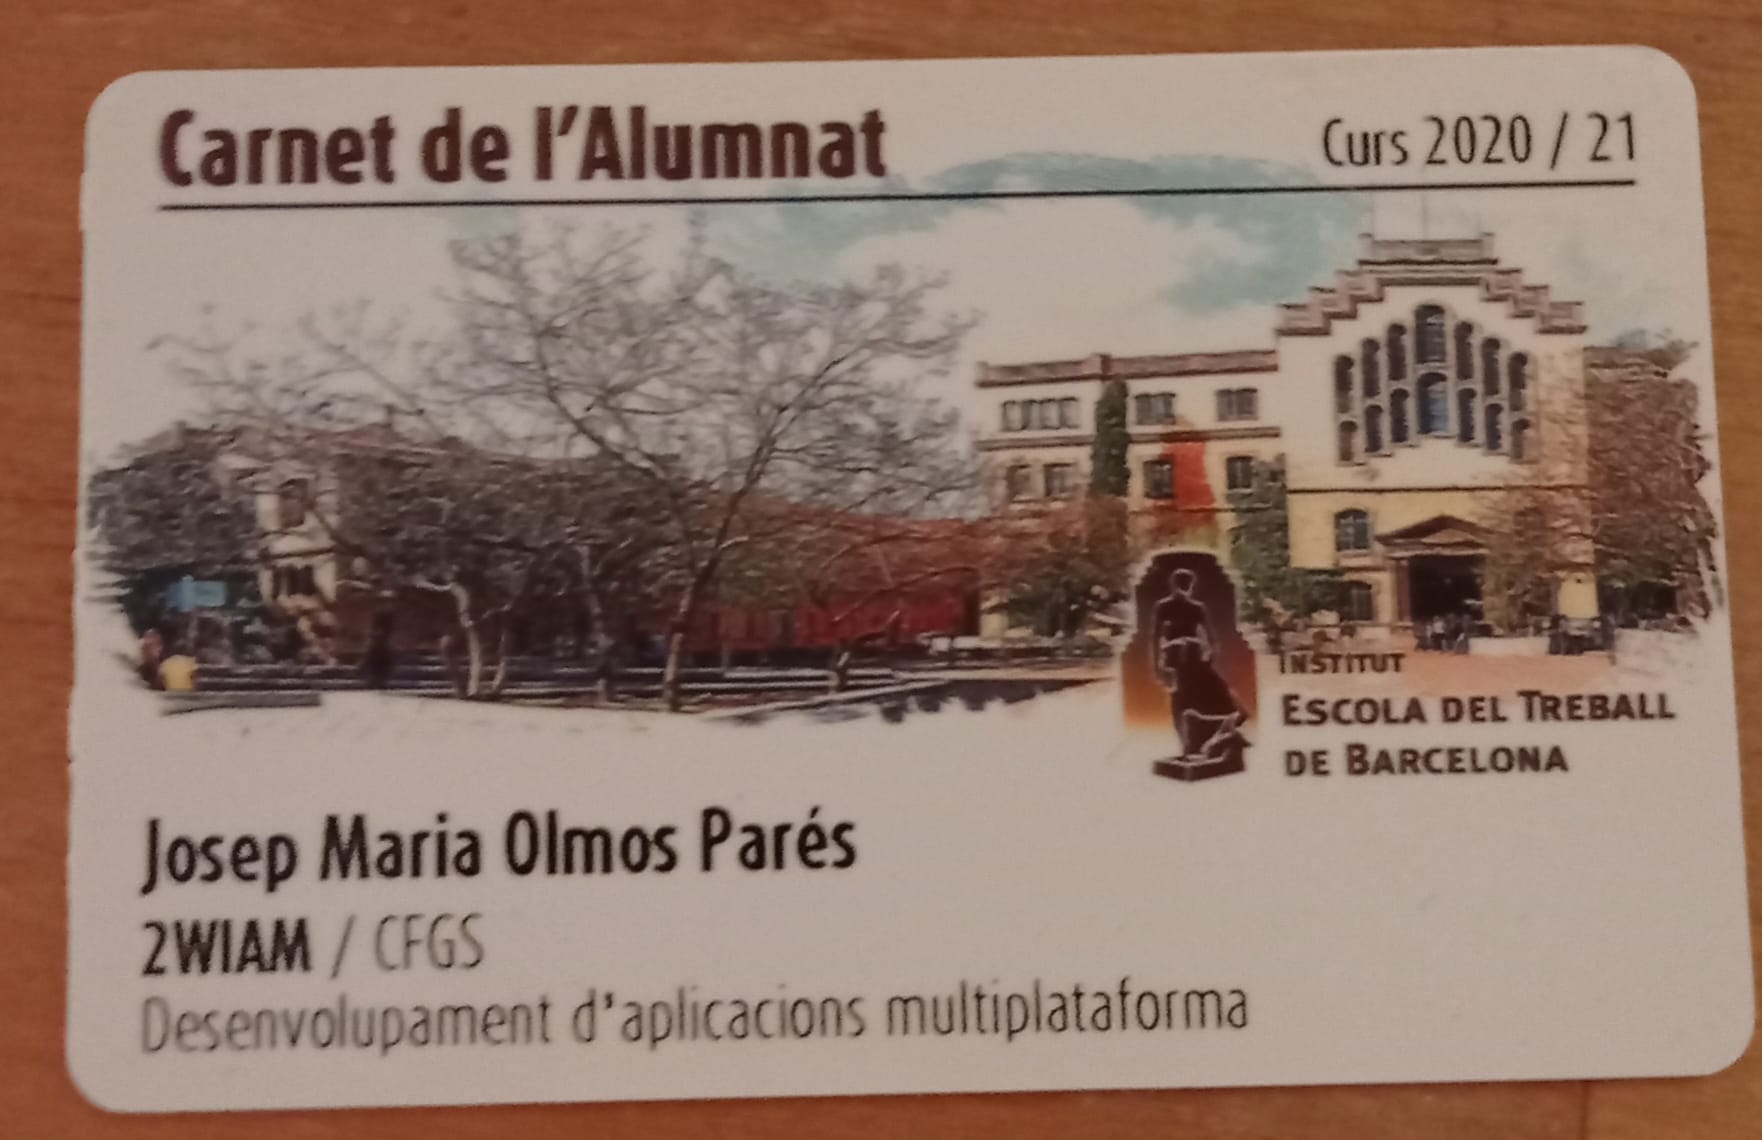 Carnet de l'Alumnat
Curs 2020 / 21
INSTITUT
ESCOLA DEL TREBALL
DE BARCELONA
Josep Maria Olmos Parés
2WIAM / CFGS
Desenvolupament d'aplicacions multiplataforma